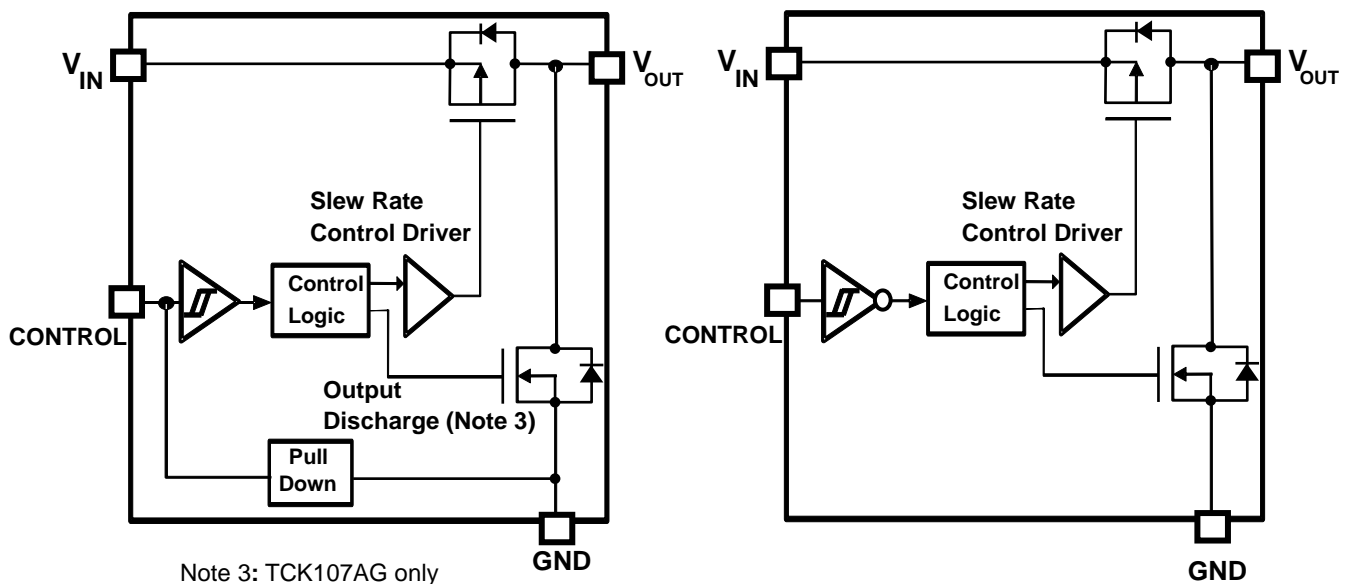 VIN
VOUT
Slew Rate
Control Driver
Control
Logic
CONTROL
Output
Discharge (Note 3)
Pull
Down
GND
Note 3: TCK107AG only
VIN
VOUT
Slew Rate
Control Driver
Control
Logic
CONTROL
GND